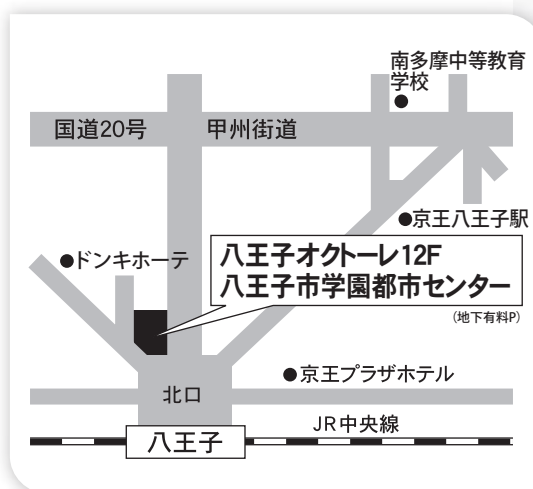 南多摩中等教育
学校
国道20号
甲州街道
京王八王子駅
ドンキホーテ
八王子オクトーレ12F
八王子市学園都市センター
(地下有料P)
京王プラザホテル
北口
JR中央線
八王子